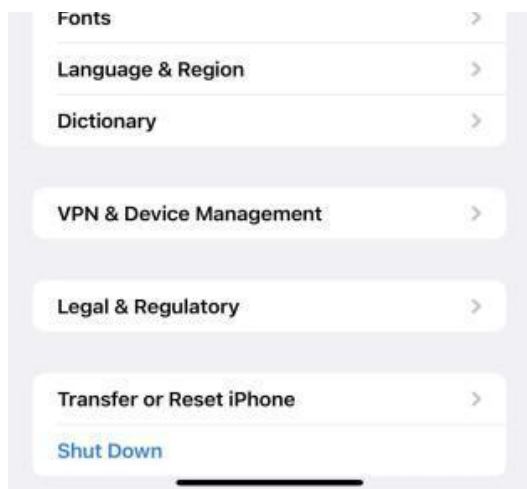 Fonts
Language & Region
Dictionary
VPN & Device Management
Legal & Regulatory
Transfer or Reset iPhone
Shut Down